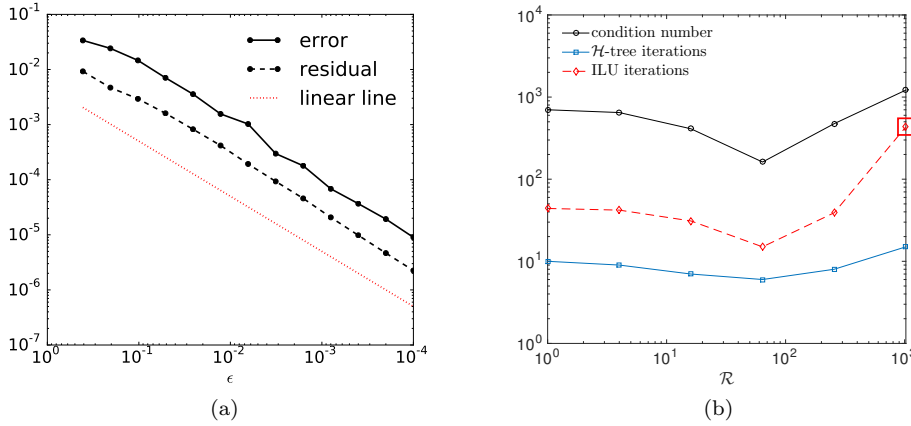 10^-1
10^-2
10^-3
10^-4
10^-5
10^-6
10^-7
error
residual
linear line
10^0
10^-1
10^-2
10^-3
10^-4
ϵ
(a)
10^4
10^3
10^2
10^1
10^0
condition number
ℋ-tree iterations
ILU iterations
10^0
10^1
10^2
10^3
ℛ
(b)